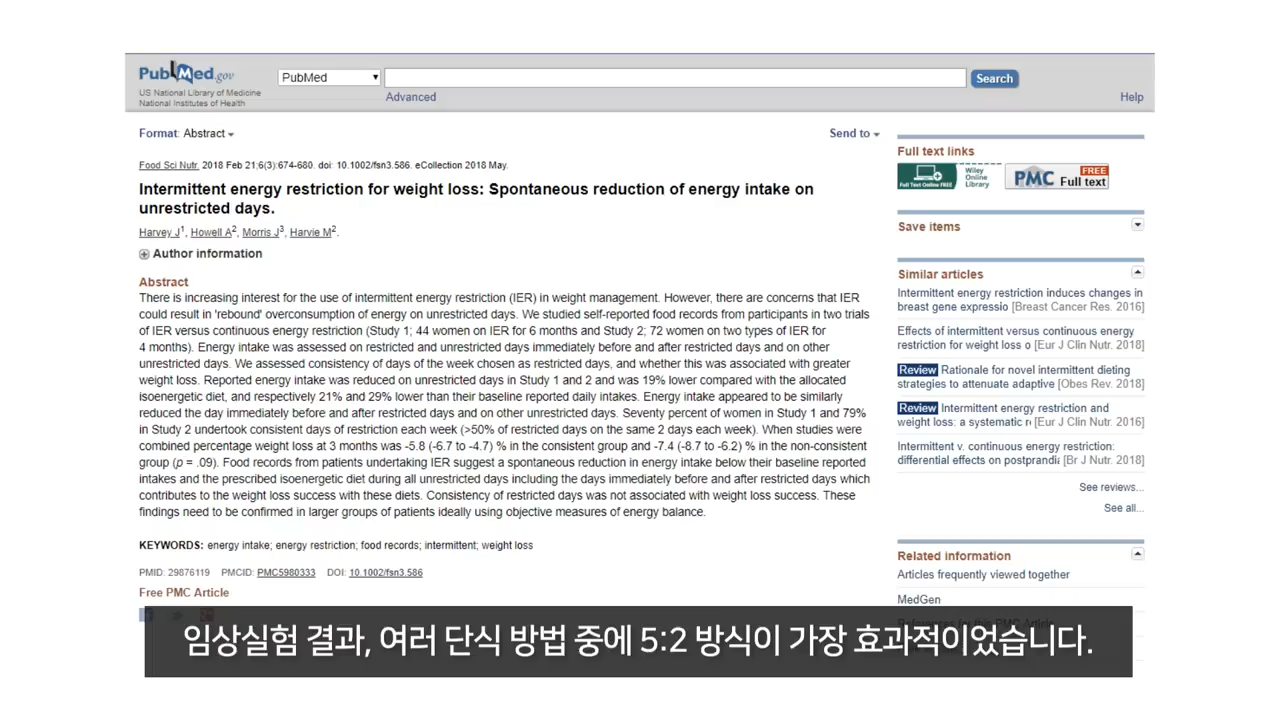 PubMed.gov
US National Library of Medicine
National Institutes of Health
PubMed
Search
Advanced
Help
Format: Abstract
Send to
Food Sci Nutr. 2018 Feb 21;6(3):674-680. doi: 10.1002/fsn3.586. eCollection 2018 May.
Intermittent energy restriction for weight loss: Spontaneous reduction of energy intake on
unrestricted days.
Harvey J1, Howell A2, Morris J3, Harvie M2.
Author information
Abstract
There is increasing interest for the use of intermittent energy restriction (IER) in weight management. However, there are concerns that IER
could result in 'rebound' overconsumption of energy on unrestricted days. We studied self-reported food records from participants in two trials
of IER versus continuous energy restriction (Study 1; 44 women on IER for 6 months and Study 2; 72 women on two types of IER for
4 months). Energy intake was assessed on restricted and unrestricted days immediately before and after restricted days and on other
unrestricted days. We assessed consistency of days of the week chosen as restricted days, and whether this was associated with greater
weight loss. Reported energy intake was reduced on unrestricted days in Study 1 and 2 and was 19% lower compared with the allocated
isoenergetic diet, and respectively 21% and 29% lower than their baseline reported daily intakes. Energy intake appeared to be similarly
reduced the day immediately before and after restricted days and on other unrestricted days. Seventy percent of women in Study 1 and 79%
in Study 2 undertook consistent days of restriction each week (>50% of restricted days on the same 2 days each week). When studies were
combined percentage weight loss at 3 months was -5.8 (-6.7 to -4.7) % in the consistent group and -7.4 (-8.7 to -6.2) % in the non-consistent
group (p = .09). Food records from patients undertaking IER suggest a spontaneous reduction in energy intake below their baseline reported
intakes and the prescribed isoenergetic diet during all unrestricted days including the days immediately before and after restricted days which
contributes to the weight loss success with these diets. Consistency of restricted days was not associated with weight loss success. These
findings need to be confirmed in larger groups of patients ideally using objective measures of energy balance.
KEYWORDS: energy intake; energy restriction; food records; intermittent; weight loss
PMID: 29876119 PMCID: PMC5980333 DOI: 10.1002/fsn3.586
Free PMC Article
Full text links
Full Text Online FREE
Wiley
Online
Library
PMC FREE
Full text
Save items
Similar articles
Intermittent energy restriction induces changes in
breast gene expressio [Breast Cancer Res. 2016]
Effects of intermittent versus continuous energy
restriction for weight loss o [Eur J Clin Nutr. 2018]
Review Rationale for novel intermittent dieting
strategies to attenuate adaptive [Obes Rev. 2018]
Review Intermittent energy restriction and
weight loss: a systematic r [Eur J Clin Nutr. 2016]
Intermittent v. continuous energy restriction:
differential effects on postprandia [Br J Nutr. 2018]
See reviews...
See all...
Related information
Articles frequently viewed together
MedGen
References for this PMC Article
임상실험 결과, 여러 단식 방법 중에 5:2 방식이 가장 효과적이었습니다.